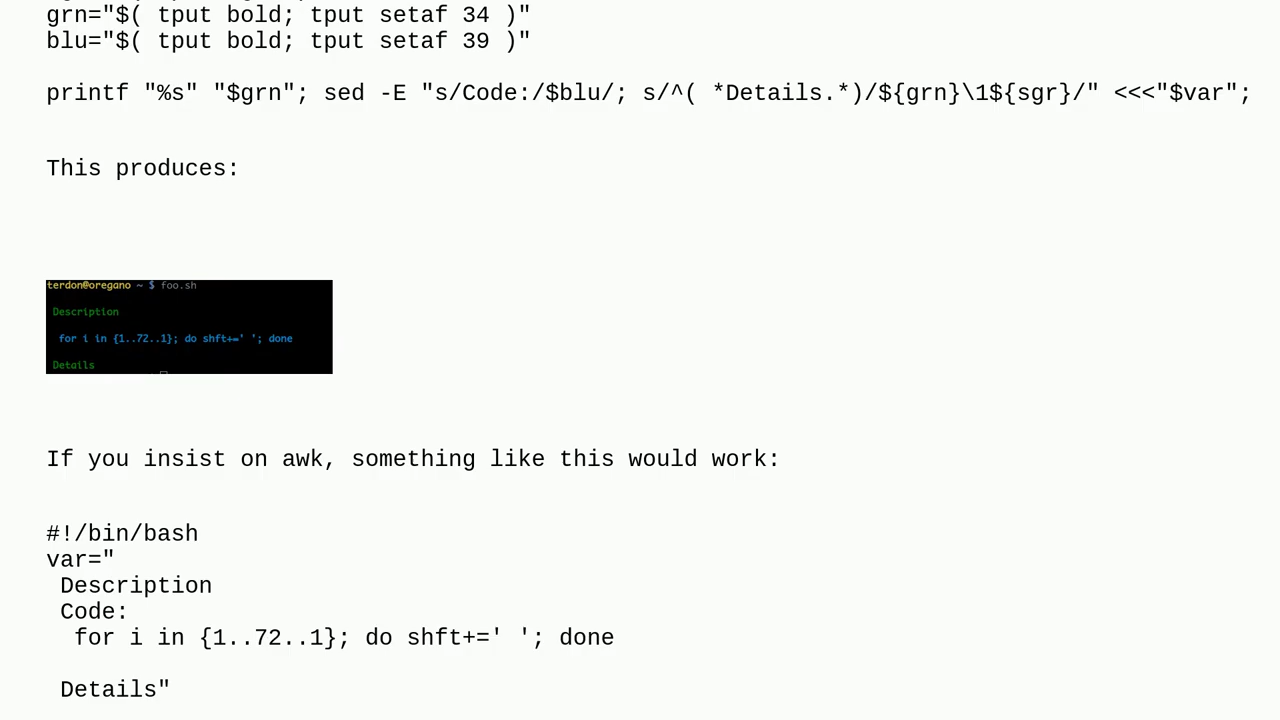 grn="$( tput bold; tput setaf 34 )"
blu="$( tput bold; tput setaf 39 )"
printf "%s" "$grn"; sed -E "s/Code:/$blu/; s/^( *Details.*)/${grn}\1${sgr}/" <<<"$var";
This produces:
terdon@oregano ~ $ foo.sh
Description
for i in {1..72..1}; do shft+=' '; done
Details
If you insist on awk, something like this would work:
#!/bin/bash
var="
Description
Code:
for i in {1..72..1}; do shft+=' '; done
Details"